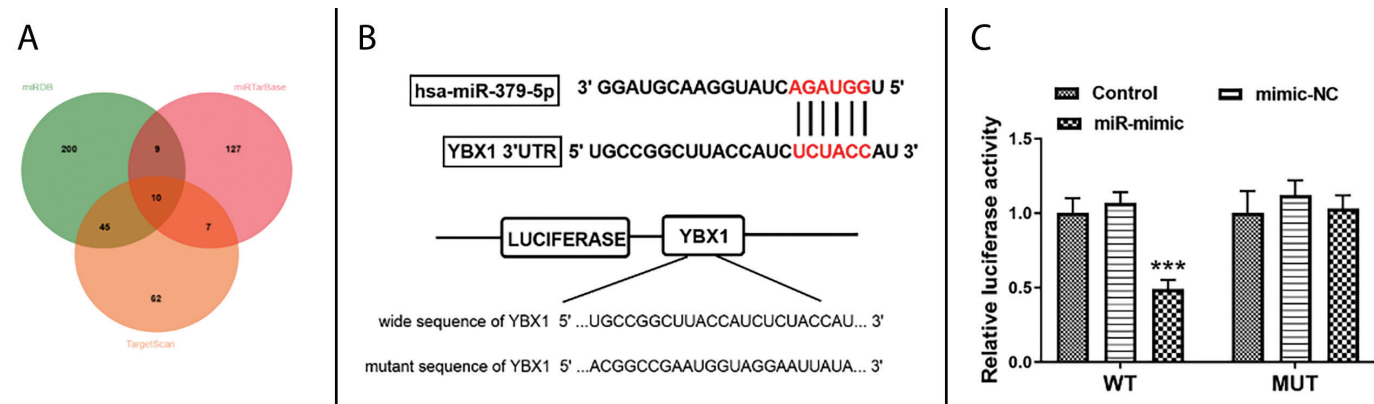 A
miRDB
miRTarBase
200
9
127
10
45
7
62
TargetScan
B
hsa-miR-379-5p 3' GGAUGCAAGGUAUCAGAUGGU 5'
YBX1 3'UTR 5' UGCCGGCUUACCAUCUCUACCAU 3'
LUCIFERASE YBX1
wide sequence of YBX1 5' ...UGCCGGCUUACCAUCUCUACCAU... 3'
mutant sequence of YBX1 5' ...ACGGCCGAAUGGUAGGAAUUAUA... 3'
C
Control mimic-NC
miR-mimic
Relative luciferase activity
1.5
1.0
0.5
0.0
***
WT MUT